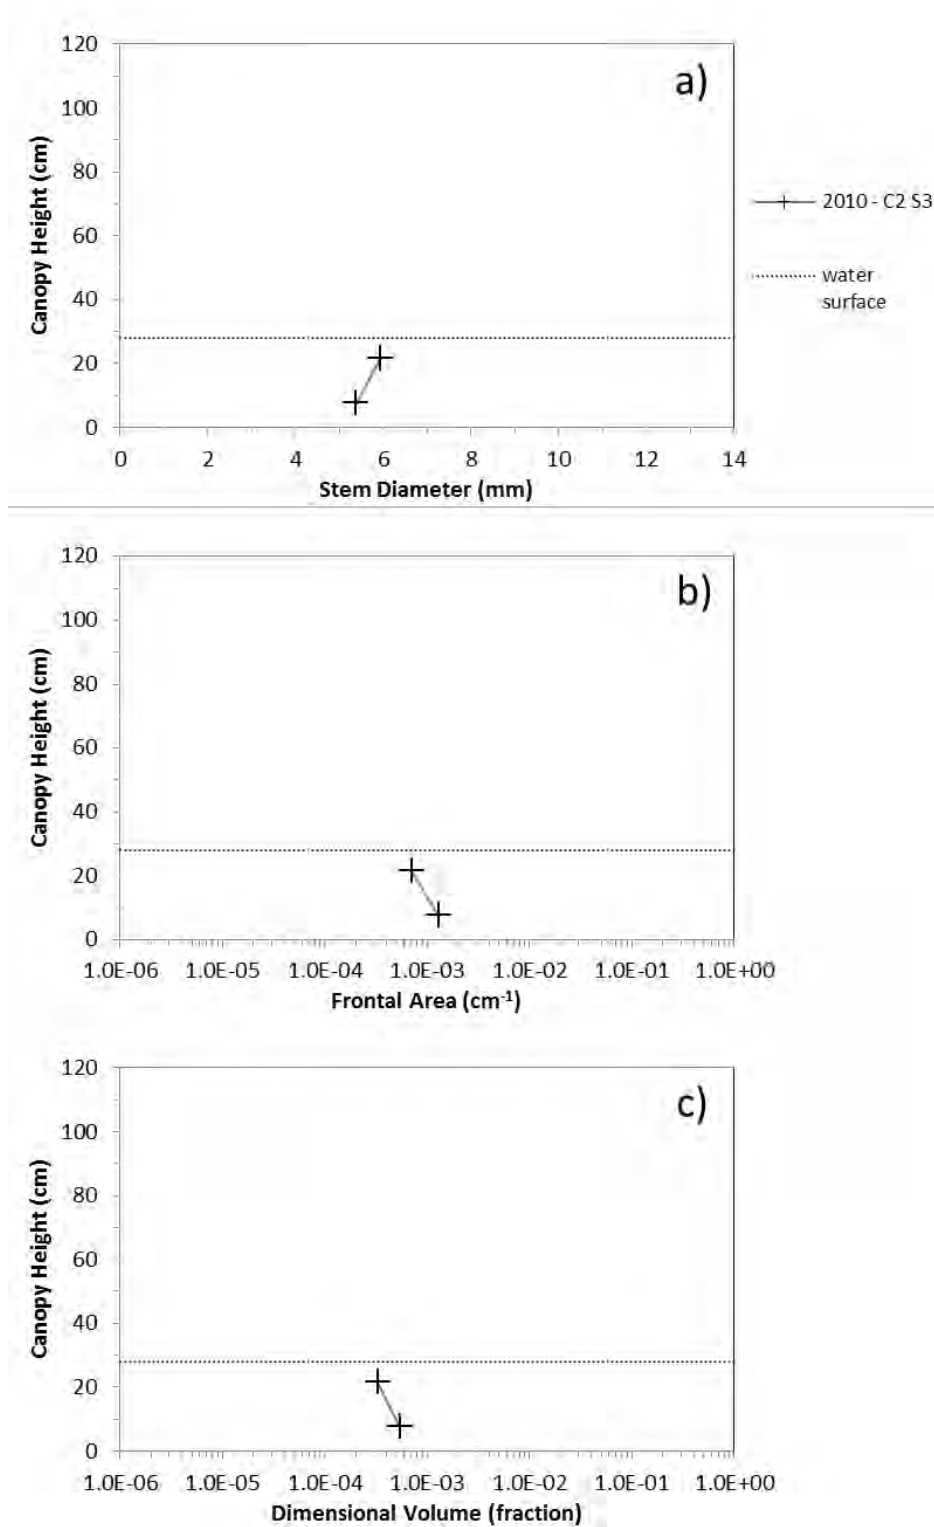 a)
120
100
80
60
40
20
0
Canopy Height (cm)
0 2 4 6 8 10 12 14
Stem Diameter (mm)
2010 - C2 S3
water
surface
b)
120
100
80
60
40
20
0
Canopy Height (cm)
1.0E-06 1.0E-05 1.0E-04 1.0E-03 1.0E-02 1.0E-01 1.0E+00
Frontal Area (cm⁻¹)
c)
120
100
80
60
40
20
0
Canopy Height (cm)
1.0E-06 1.0E-05 1.0E-04 1.0E-03 1.0E-02 1.0E-01 1.0E+00
Dimensional Volume (fraction)